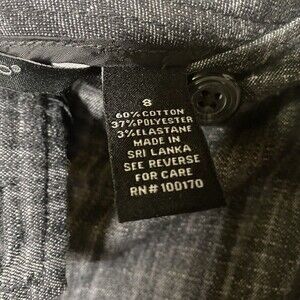 8
60% COTTON
37% POLYESTER
3% ELASTANE
MADE IN
SRI LANKA
SEE REVERSE
FOR CARE
RN# 100170